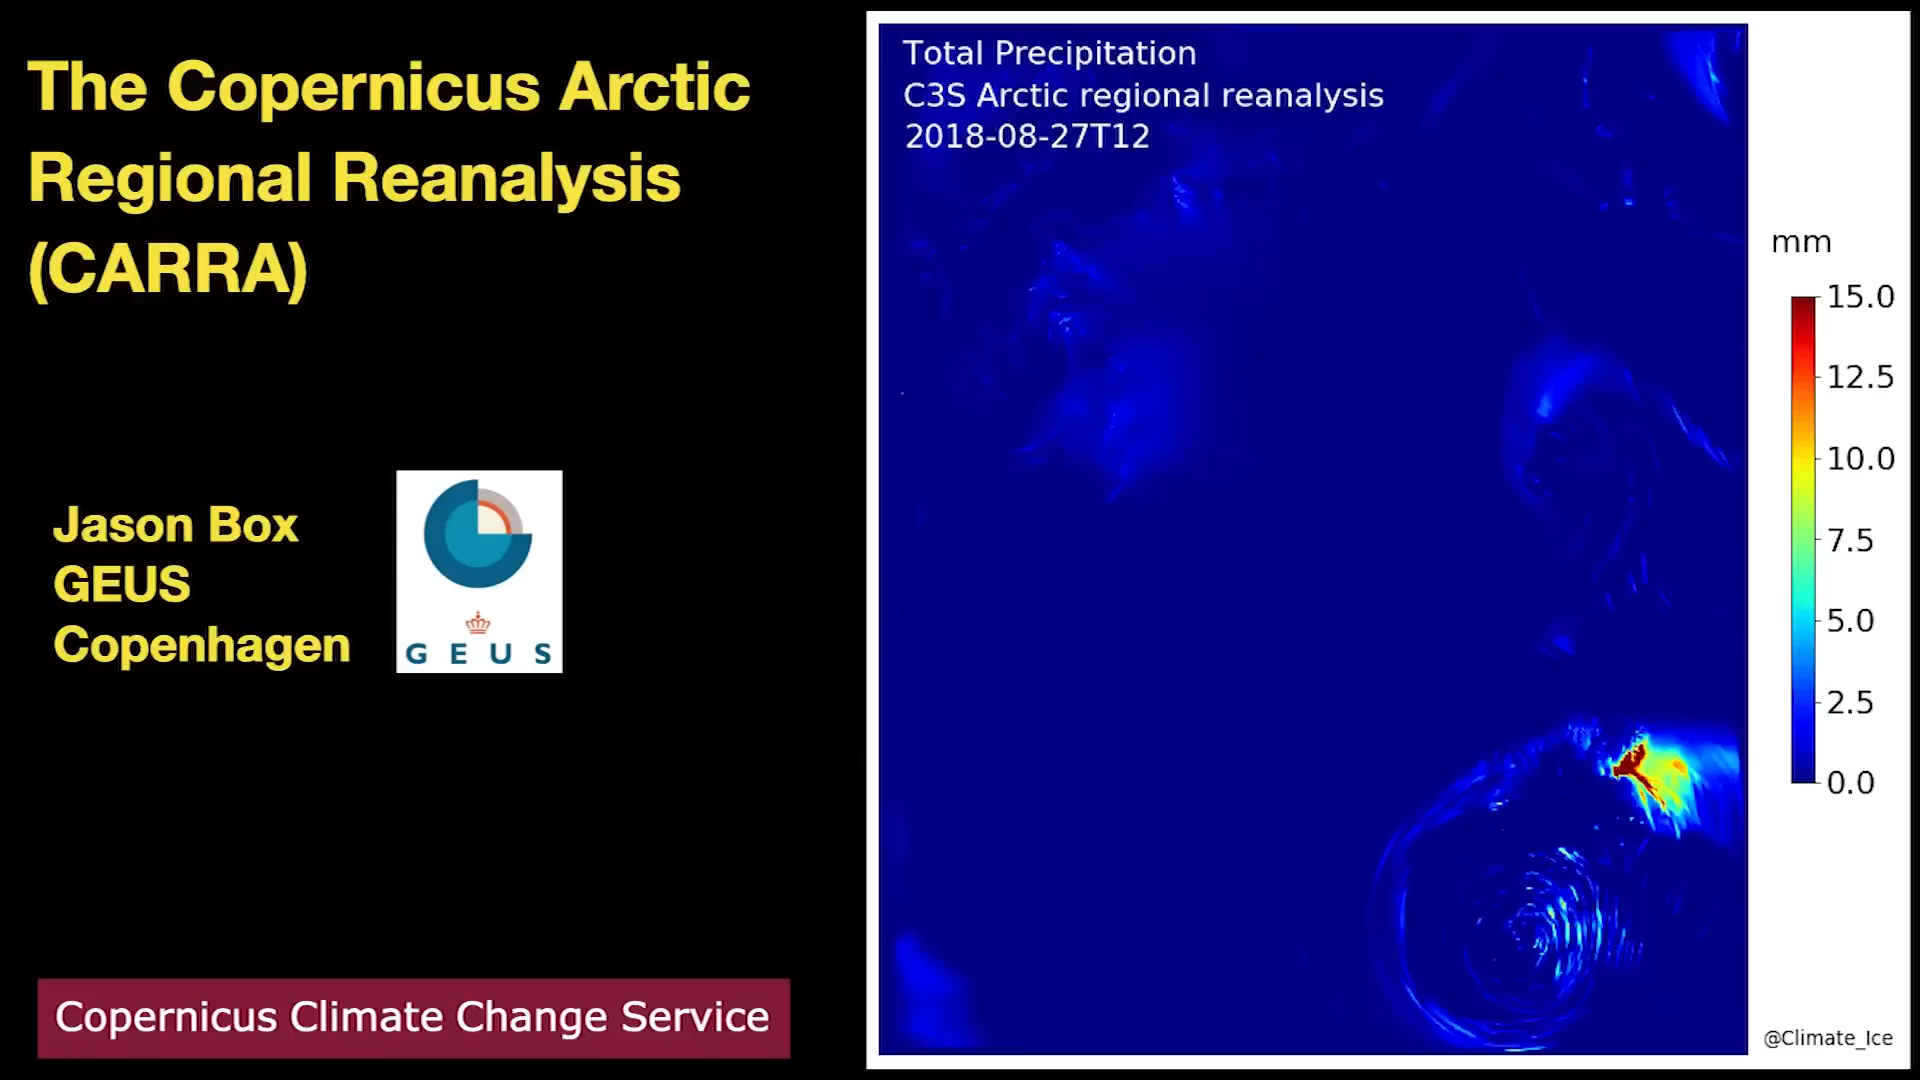 The Copernicus Arctic
Regional Reanalysis
(CARRA)
Jason Box
GEUS
Copenhagen
G E U S
Copernicus Climate Change Service
Total Precipitation
C3S Arctic regional reanalysis
2018-08-27T12
mm
15.0
12.5
10.0
7.5
5.0
2.5
0.0
@Climate_Ice